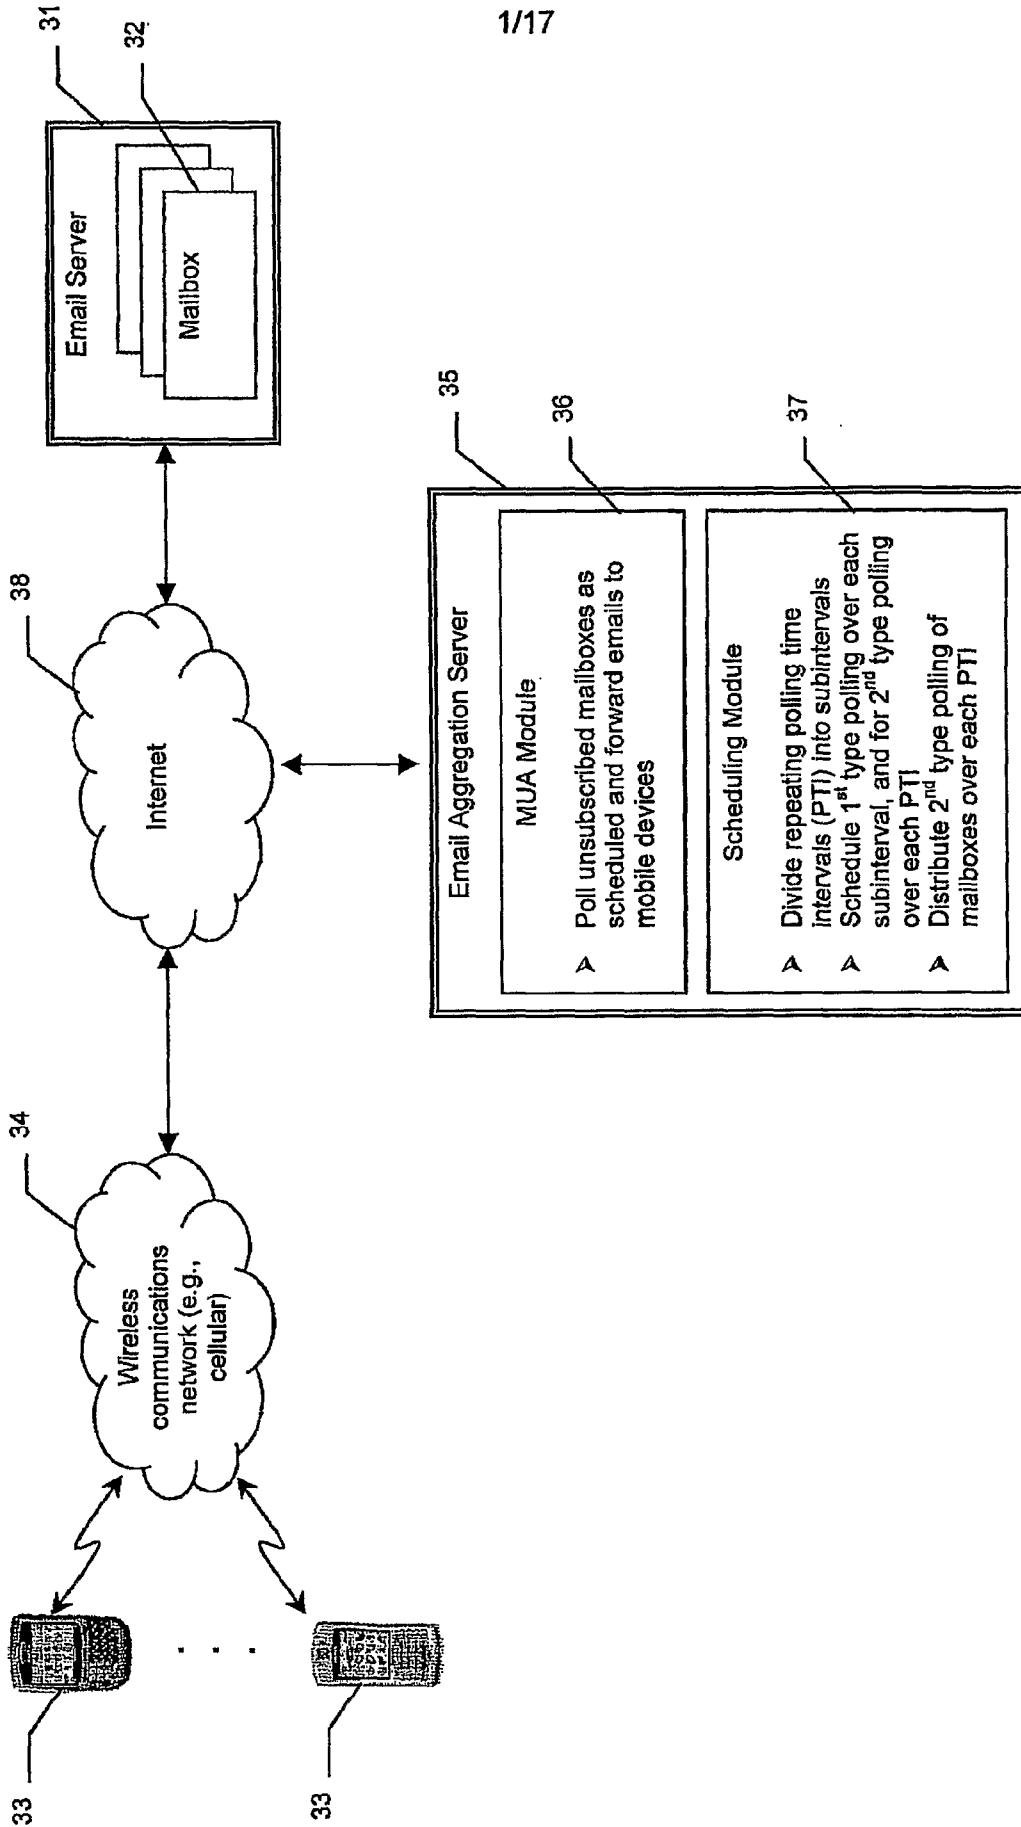 1/17
31
32
Email Server
Mailbox
38
Internet
34
Wireless
communications
network (e.g.,
cellular)
33
33
35
36
37
Email Aggregation Server
MUA Module
➢ Poll unsubscribed mailboxes as
scheduled and forward emails to
mobile devices
Scheduling Module
➢ Divide repeating polling time
intervals (PTI) into subintervals
➢ Schedule 1st type polling over each
subinterval, and for 2nd type polling
over each PTI
➢ Distribute 2nd type polling of
mailboxes over each PTI